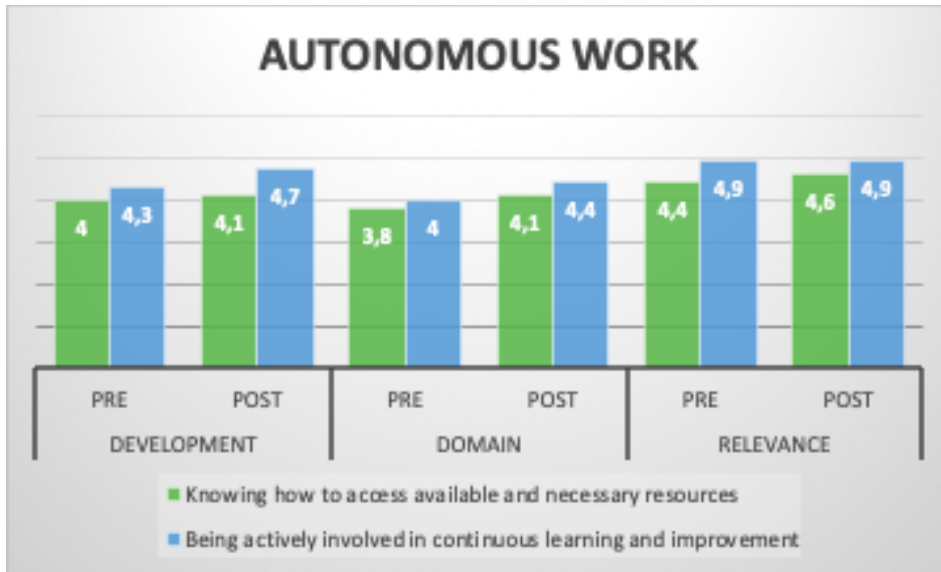 AUTONOMOUS WORK
4 4,3 4,1 4,7 3,8 4 4,1 4,4 4,4 4,9 4,6 4,9
PRE POST PRE POST PRE POST
DEVELOPMENT DOMAIN RELEVANCE
Knowing how to access available and necessary resources
Being actively involved in continuous learning and improvement